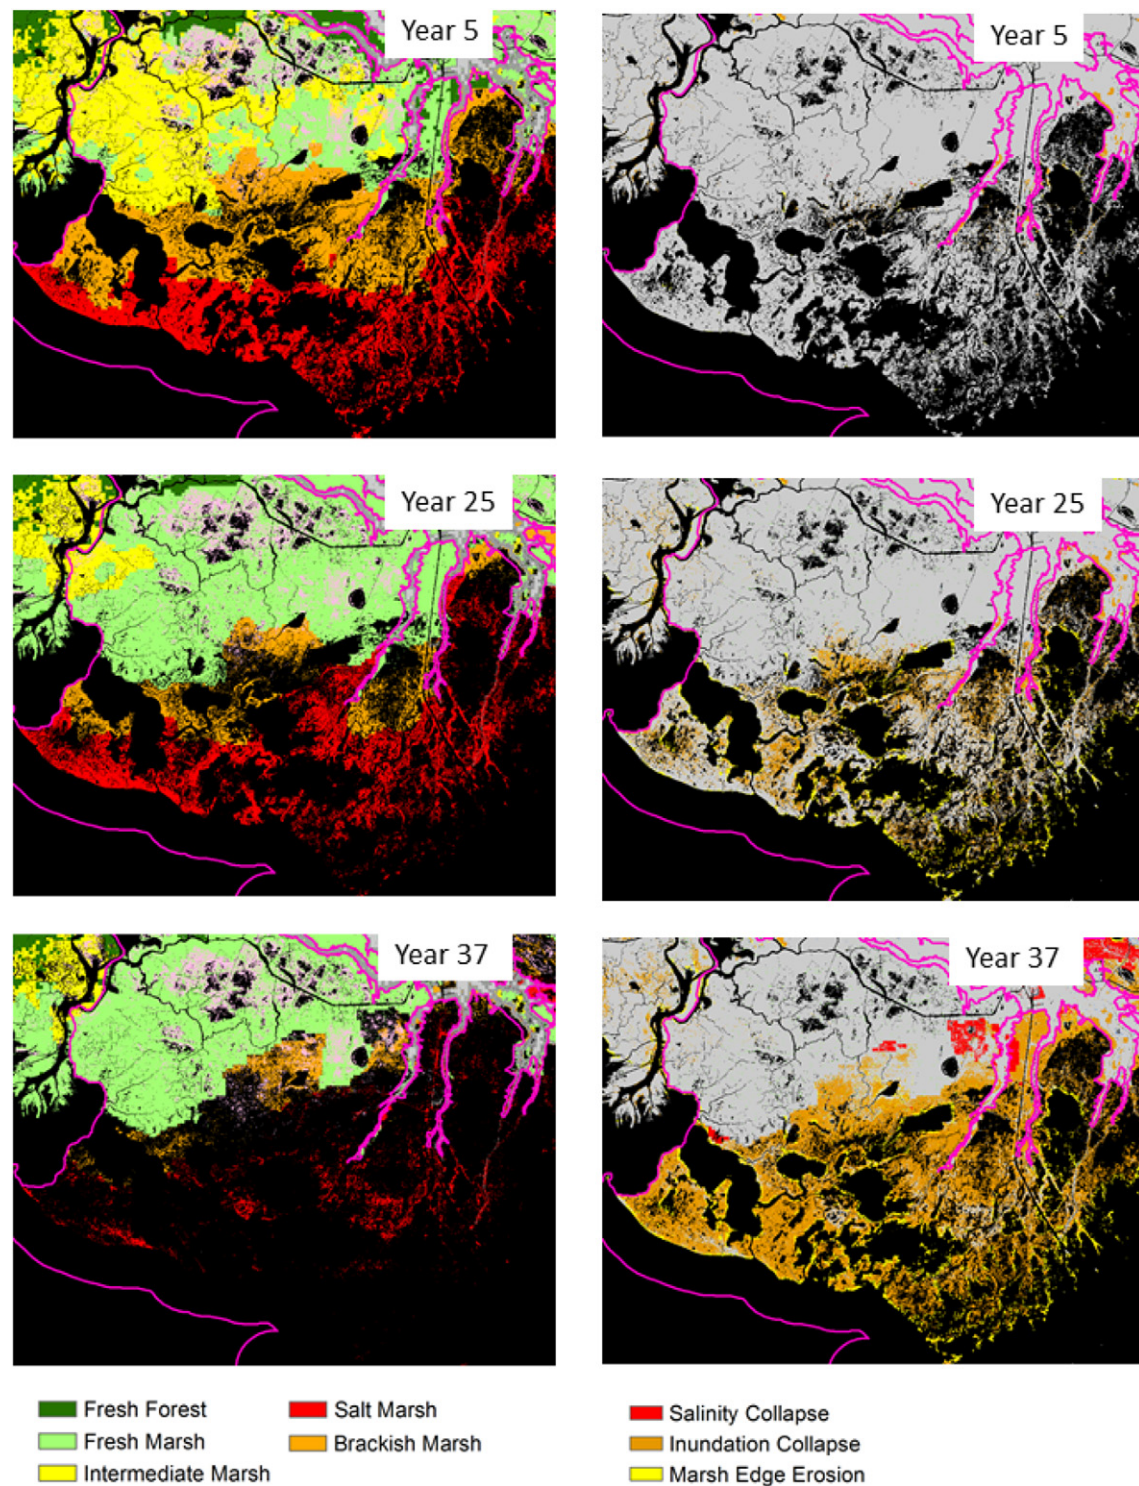 Year 5
Year 5
Year 25
Year 25
Year 37
Year 37
Fresh Forest
Salt Marsh
Fresh Marsh
Brackish Marsh
Intermediate Marsh
Salinity Collapse
Inundation Collapse
Marsh Edge Erosion